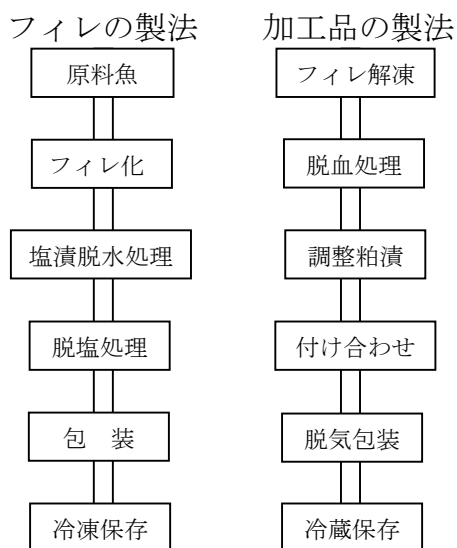 フィレの製法
原料魚
フィレ化
塩漬脱水処理
脱塩処理
包　装
冷凍保存
加工品の製法
フィレ解凍
脱血処理
調整粕漬
付け合わせ
脱気包装
冷蔵保存